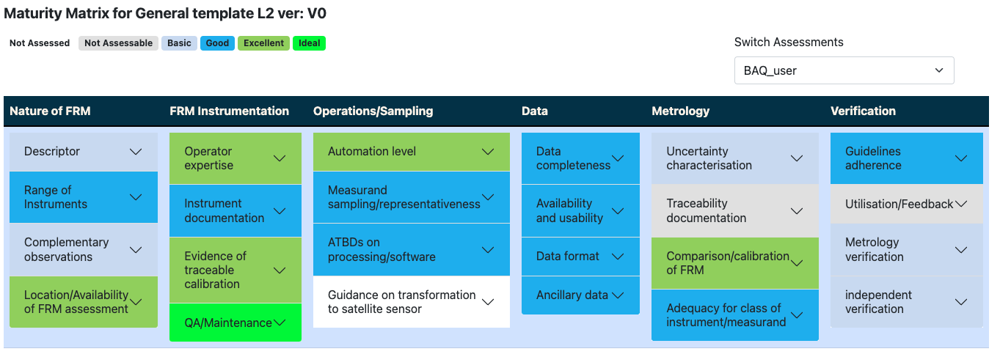 Maturity Matrix for General template L2 ver: V0
Not Assessed Not Assessable Basic Good Excellent Ideal
Switch Assessments
BAQ_user
Nature of FRM FRM Instrumentation Operations/Sampling Data Metrology Verification
Descriptor
Range of
Instruments
Complementary
observations
Location/Availability
of FRM assessment
Operator
expertise
Instrument
documentation
Evidence of
traceable
calibration
QA/Maintenance
Automation level
Measurand
sampling/representativeness
ATBDs on
processing/software
Guidance on transformation
to satellite sensor
Data
completeness
Availability
and usability
Data format
Ancillary data
Uncertainty
characterisation
Traceability
documentation
Comparison/calibration
of FRM
Adequacy for class of
instrument/measurand
Guidelines
adherence
Utilisation/Feedback
Metrology
verification
independent
verification